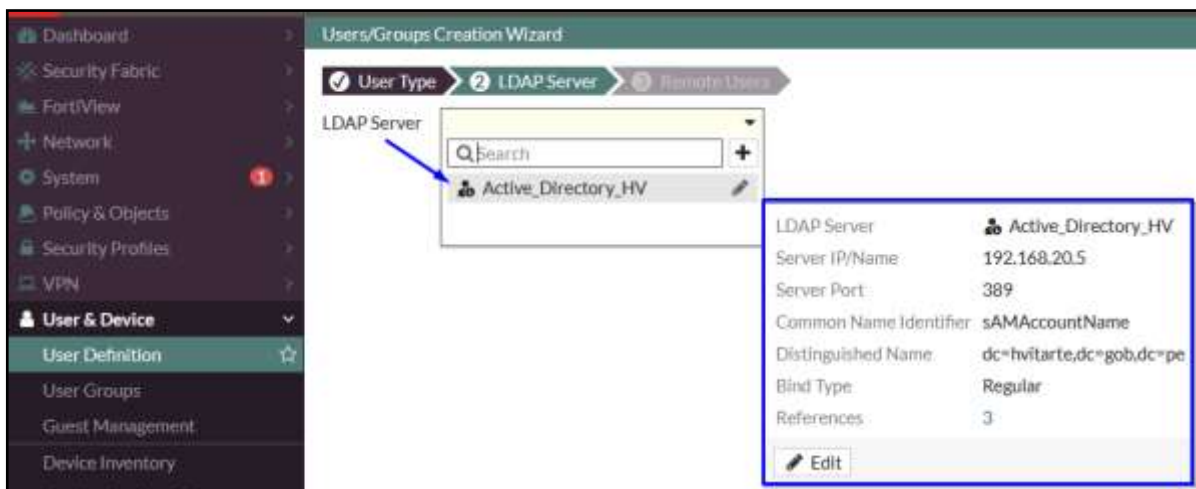 Dashboard
Security Fabric
FortiView
Network
System 1
Policy & Objects
Security Profiles
VPN
User & Device
User Definition
User Groups
Guest Management
Device Inventory
Users/Groups Creation Wizard
User Type 2 LDAP Server 3 Remote Users
LDAP Server
Search +
Active_Directory_HV
LDAP Server Active_Directory_HV
Server IP/Name 192.168.20.5
Server Port 389
Common Name Identifier sAMAccountName
Distinguished Name dc=hvitarte,dc=gob,dc=pe
Bind Type Regular
References 3
Edit